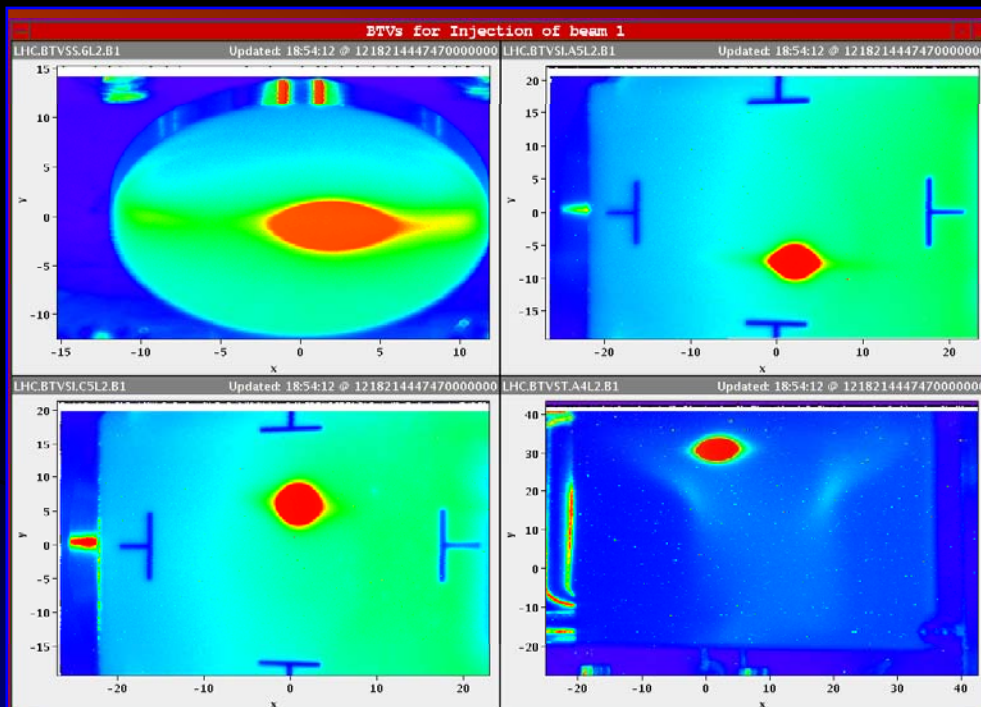 BTVs for Injection of beam 1
LHC.BTVSS.6L2.B1 Updated: 18:54:12 @ 1218214447470000000
LHC.BTVSI.A5L2.B1 Updated: 18:54:12 @ 1218214447470000000
15
10
5
0
-5
-10
y
-15 -10 -5 0 5 10
x
20
15
10
5
0
-5
-10
-15
y
-20 0 20
x
LHC.BTVSI.C5L2.B1 Updated: 18:54:12 @ 1218214447470000000
LHC.BTVST.A4L2.B1 Updated: 18:54:12 @ 1218214447470000000
20
15
10
5
0
-5
-10
-15
y
-20 -10 0 10 20
x
40
30
20
10
0
-10
-20
y
-20 -10 0 10 20 30 40
x